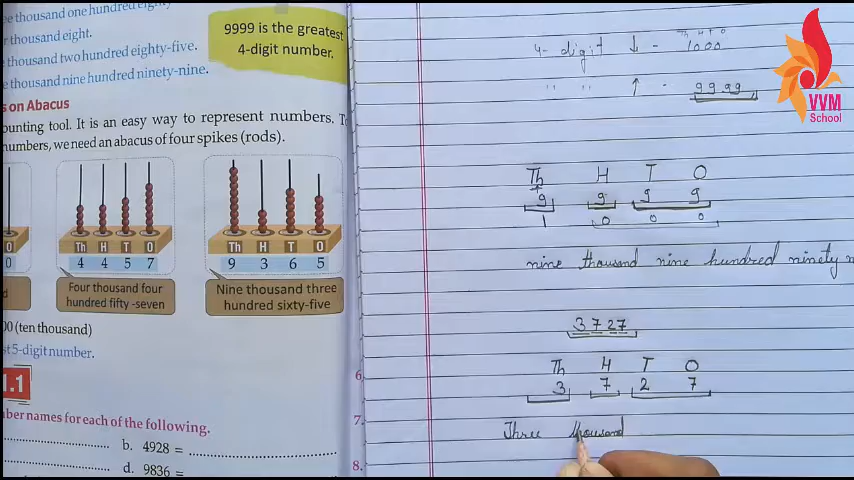 ee thousand one hundred eighty
r thousand eight.
e thousand two hundred eighty-five.
e thousand nine hundred ninety-nine.
9999 is the greatest
4-digit number.
s on Abacus
ounting tool. It is an easy way to represent numbers. T
numbers, we need an abacus of four spikes (rods).
O
0
Th H T O
4 4 5 7
Th H T O
9 3 6 5
d
Four thousand four
hundred fifty -seven
Nine thousand three
hundred sixty-five
00 (ten thousand)
st 5-digit number.
1.1
ber names for each of the following.
b. 4928 =
d. 9836 =
4- digit ↓ - 1000
Th H T O
" " ↑ - 9999
Th H T O
9 9 9 9
1 0 0 0
nine thousand nine hundred ninety n
3727
6. Th H T O
3 7 2 7
7.
Three thousand
8.
VVM
School